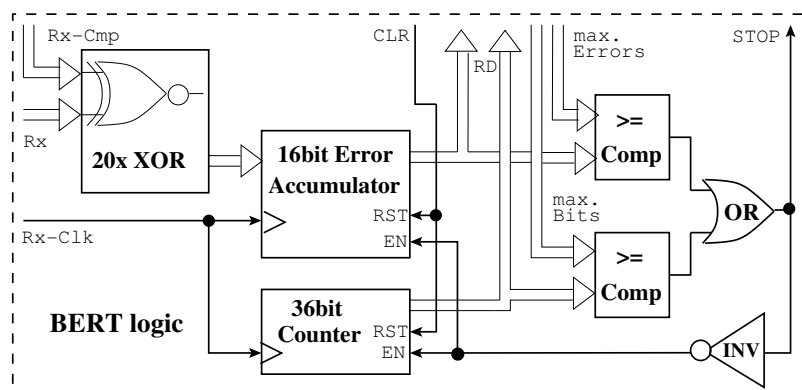 Rx-Cmp
CLR
RD
max.
Errors
STOP
Rx
20x XOR
16bit Error
Accumulator
RST
EN
>=
Comp
max.
Bits
OR
Rx-Clk
>=
Comp
BERT logic
36bit
Counter
RST
EN
INV